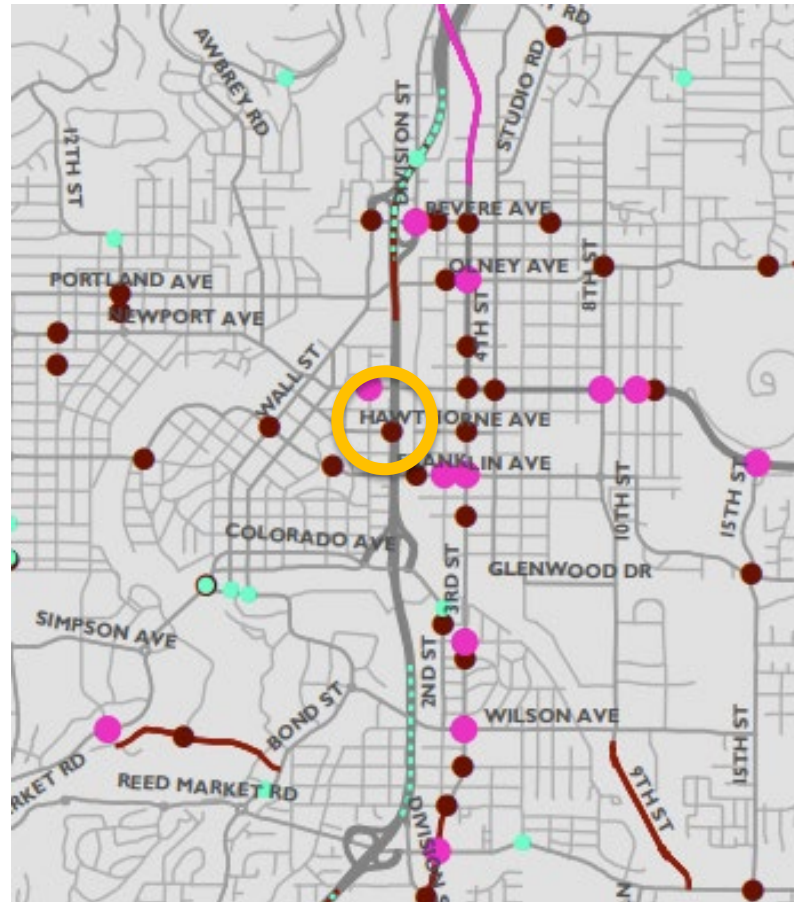 RD
AWBREY RD
STUDIO RD
DIVISION ST
12TH ST
REVERE AVE
8TH ST
OLNEY AVE
PORTLAND AVE
NEWPORT AVE
4TH ST
WALL ST
HAWTHORNE AVE
FRANKLIN AVE
10TH ST
15TH ST
COLORADO AVE
3RD ST
GLENWOOD DR
SIMPSON AVE
2ND ST
BOND ST
WILSON AVE
15TH ST
REED MARKET RD
MARKET RD
9TH ST
DIVISION S
N